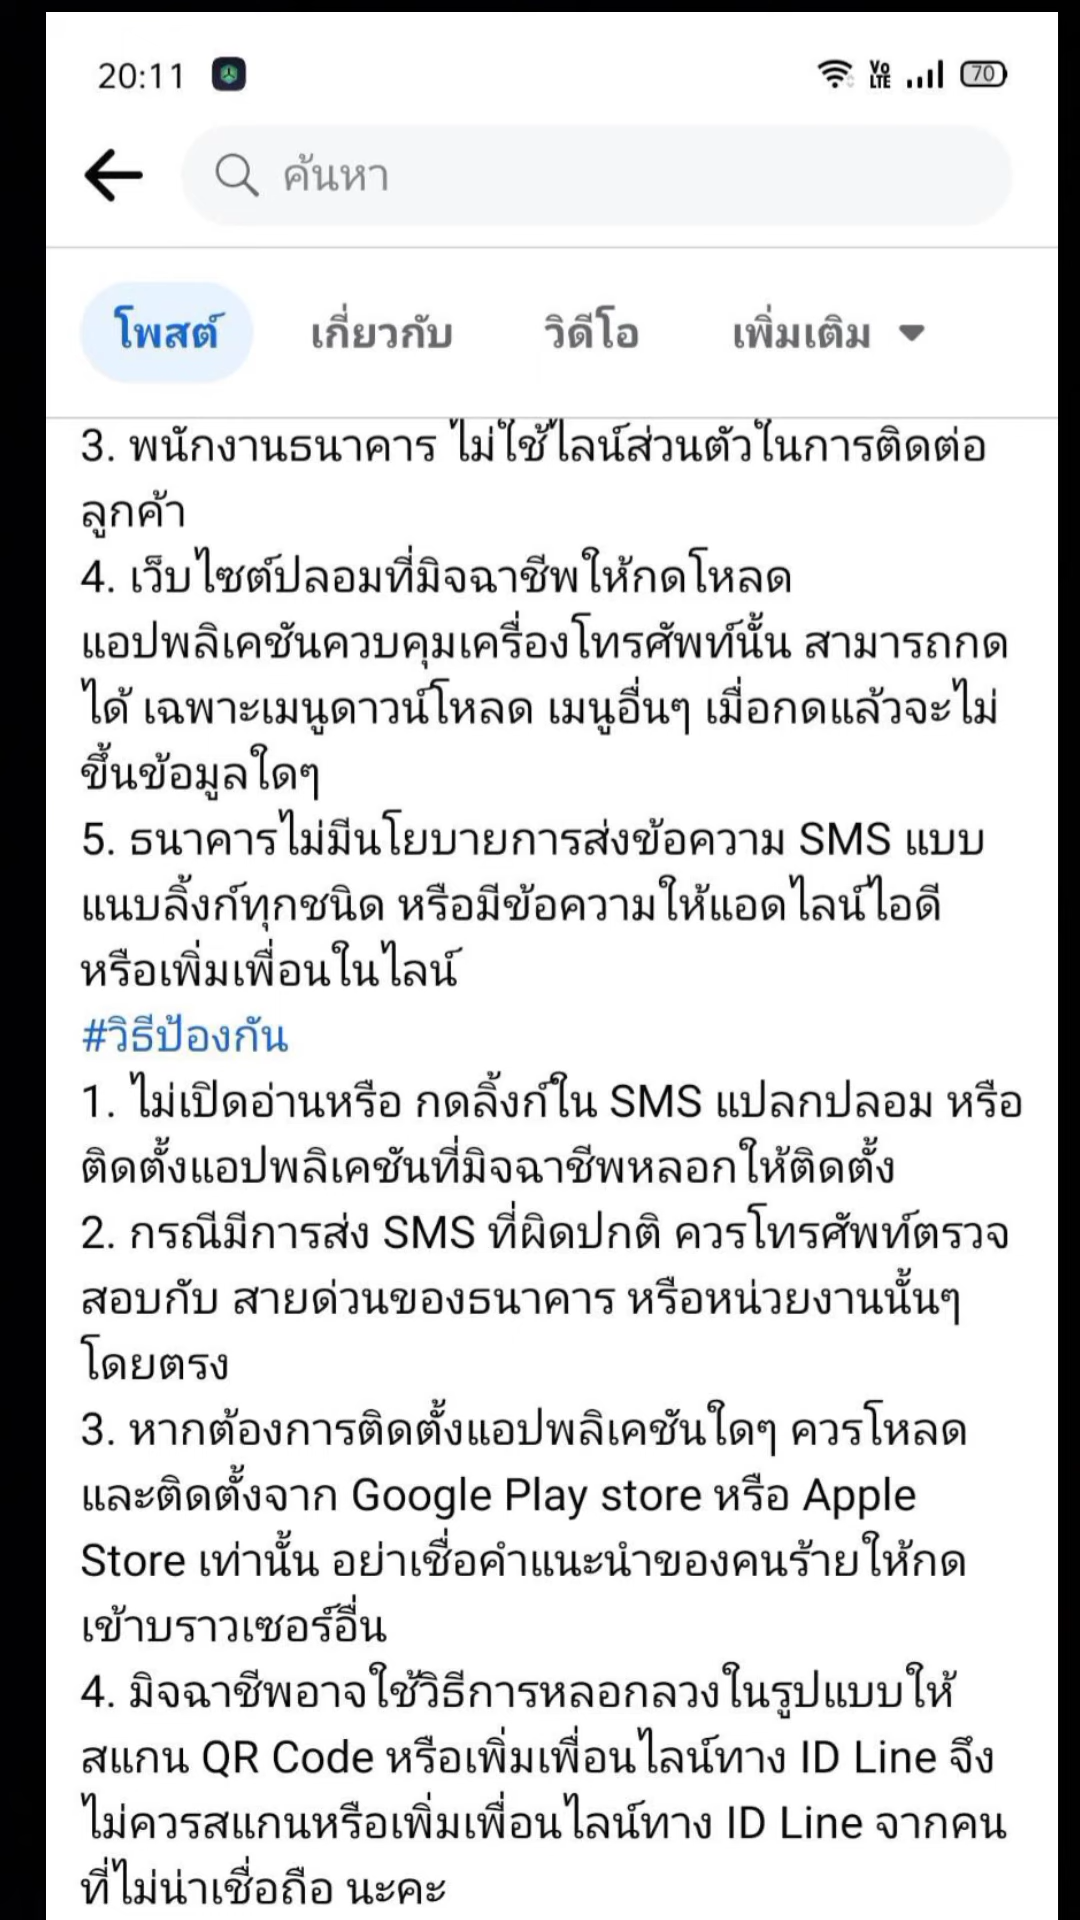 20:11
Vo LTE
70
ค้นหา
โพสต์ เกี่ยวกับ วิดีโอ เพิ่มเติม
3. พนักงานธนาคาร ไม่ใช้ไลน์ส่วนตัวในการติดต่อ
ลูกค้า
4. เว็บไซต์ปลอมที่มิจฉาชีพให้กดโหลด
แอปพลิเคชันควบคุมเครื่องโทรศัพท์นั้น สามารถกด
ได้ เฉพาะเมนูดาวน์โหลด เมนูอื่นๆ เมื่อกดแล้วจะไม่
ขึ้นข้อมูลใดๆ
5. ธนาคารไม่มีนโยบายการส่งข้อความ SMS แบบ
แนบลิ้งก์ทุกชนิด หรือมีข้อความให้แอดไลน์ไอดี
หรือเพิ่มเพื่อนในไลน์
#วิธีป้องกัน
1. ไม่เปิดอ่านหรือ กดลิ้งก์ใน SMS แปลกปลอม หรือ
ติดตั้งแอปพลิเคชันที่มิจฉาชีพหลอกให้ติดตั้ง
2. กรณีมีการส่ง SMS ที่ผิดปกติ ควรโทรศัพท์ตรวจ
สอบกับ สายด่วนของธนาคาร หรือหน่วยงานนั้นๆ
โดยตรง
3. หากต้องการติดตั้งแอปพลิเคชันใดๆ ควรโหลด
และติดตั้งจาก Google Play store หรือ Apple
Store เท่านั้น อย่าเชื่อคำแนะนำของคนร้ายให้กด
เข้าบราวเซอร์อื่น
4. มิจฉาชีพอาจใช้วิธีการหลอกลวงในรูปแบบให้
สแกน QR Code หรือเพิ่มเพื่อนไลน์ทาง ID Line จึง
ไม่ควรสแกนหรือเพิ่มเพื่อนไลน์ทาง ID Line จากคน
ที่ไม่น่าเชื่อถือ นะคะ